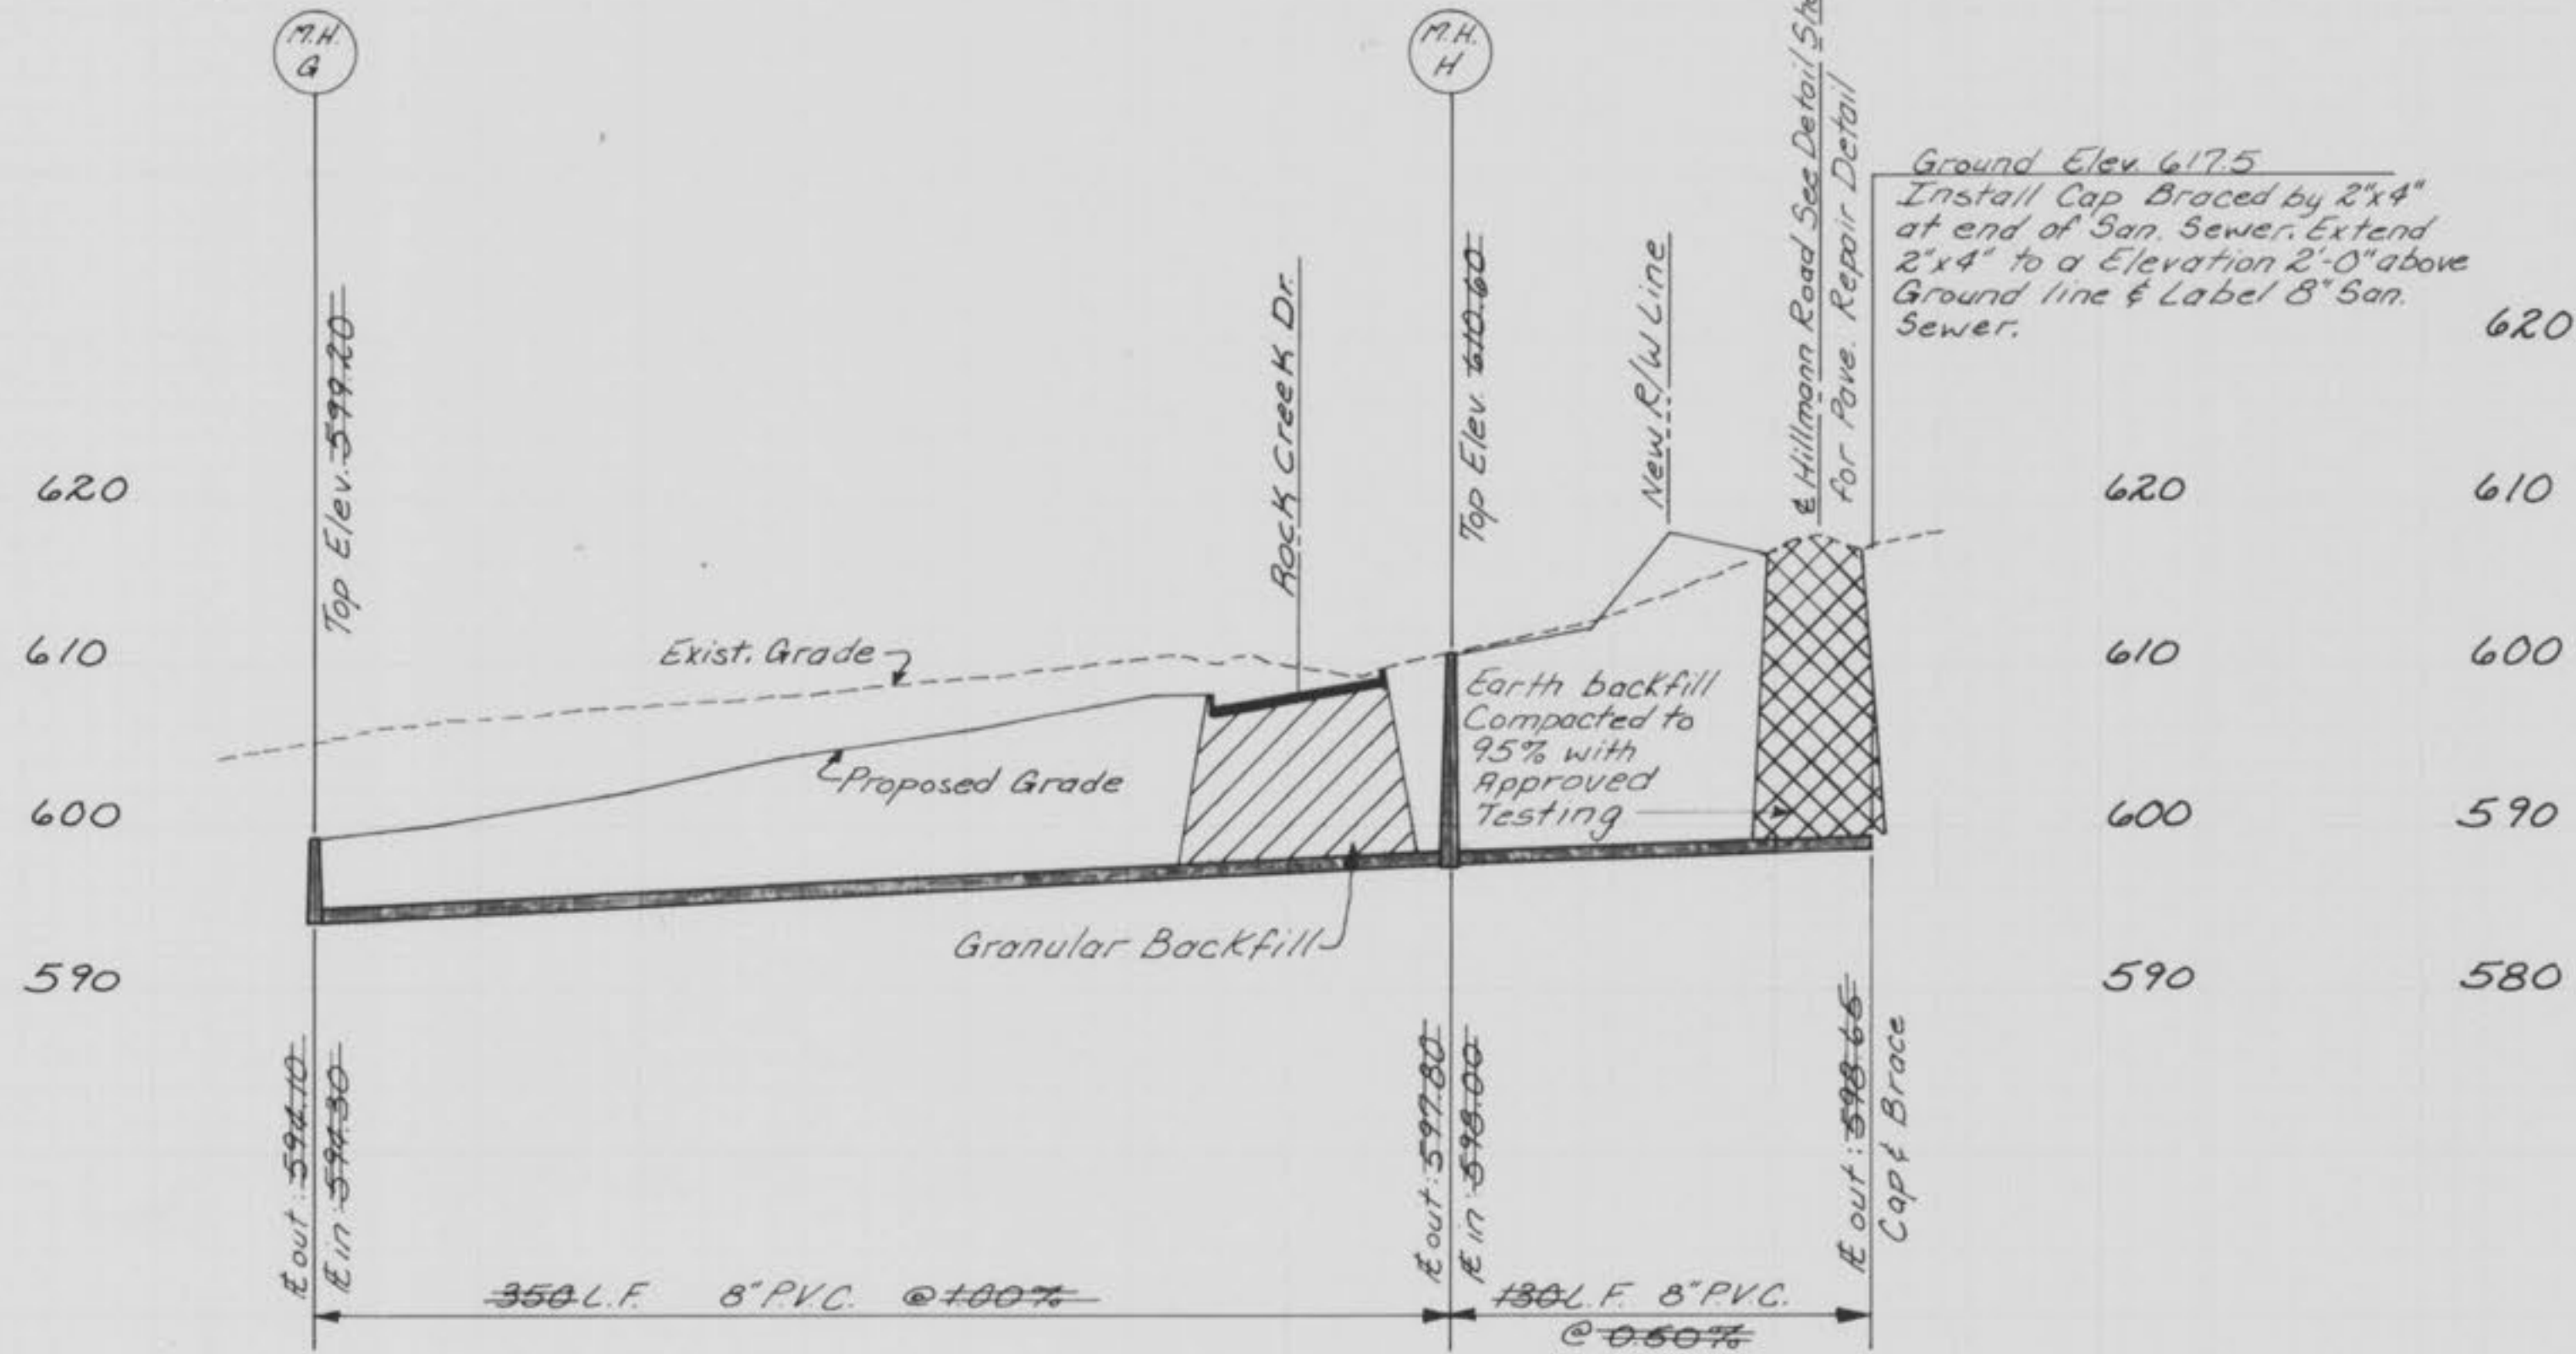 M.H.
G
M.H.
H
Top Elev. 599.20
Rock Creek Dr.
Top Elev. 610.60
New R/W Line
℄ Hillmann Road See Detail
for Pave. Repair Detail
Ground Elev. 617.5
Install Cap Braced by 2"x4"
at end of San. Sewer. Extend
2"x4" to a Elevation 2'-0" above
Ground line & Label 8" San.
Sewer.
620
620
620
610
610
610
600
600
600
590
590
590
580
Exist. Grade
Proposed Grade
Earth backfill
Compacted to
95% with
Approved
Testing
Granular Backfill
out: 594.10
in 594.30
out: 597.80
in 598.00
out: 598.65
Cap & Brace
350 L.F. 8" P.V.C. @ 1.00%
130 L.F. 8" P.V.C.
@ 0.50%